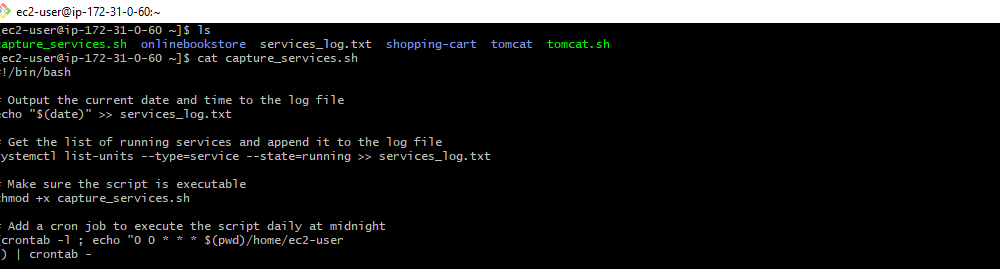 ec2-user@ip-172-31-0-60:~
[ec2-user@ip-172-31-0-60 ~]$ ls
capture_services.sh onlinebookstore services_log.txt shopping-cart tomcat tomcat.sh
[ec2-user@ip-172-31-0-60 ~]$ cat capture_services.sh
#!/bin/bash
# Output the current date and time to the log file
echo "$(date)" >> services_log.txt
# Get the list of running services and append it to the log file
systemctl list-units --type=service --state=running >> services_log.txt
# Make sure the script is executable
chmod +x capture_services.sh
# Add a cron job to execute the script daily at midnight
(crontab -l ; echo "0 0 * * * $(pwd)/home/ec2-user
") | crontab -